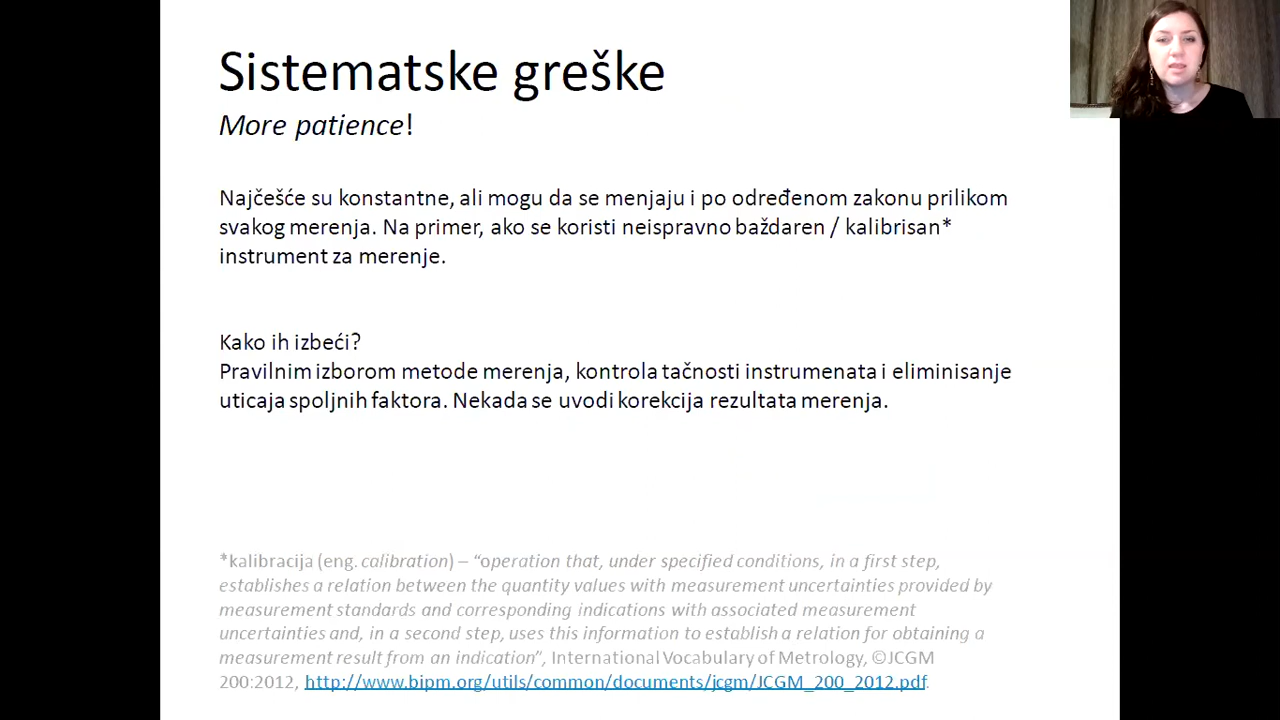 Sistematske greške
More patience!
Najčešće su konstantne, ali mogu da se menjaju i po određenom zakonu prilikom
svakog merenja. Na primer, ako se koristi neispravno baždaren / kalibrisan*
instrument za merenje.
Kako ih izbeći?
Pravilnim izborom metode merenja, kontrola tačnosti instrumenata i eliminisanje
uticaja spoljnih faktora. Nekada se uvodi korekcija rezultata merenja.
*kalibracija (eng. calibration) – “operation that, under specified conditions, in a first step,
establishes a relation between the quantity values with measurement uncertainties provided by
measurement standards and corresponding indications with associated measurement
uncertainties and, in a second step, uses this information to establish a relation for obtaining a
measurement result from an indication”, International Vocabulary of Metrology, ©JCGM
200:2012, http://www.bipm.org/utils/common/documents/jcgm/JCGM_200_2012.pdf.